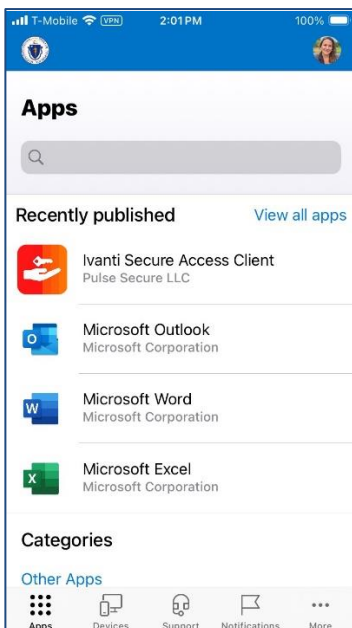 T-Mobile VPN 2:01 PM 100%
Apps
Recently published View all apps
Ivanti Secure Access Client
Pulse Secure LLC
O Microsoft Outlook
Microsoft Corporation
W Microsoft Word
Microsoft Corporation
X Microsoft Excel
Microsoft Corporation
Categories
Other Apps
Apps Devices Support Notifications More